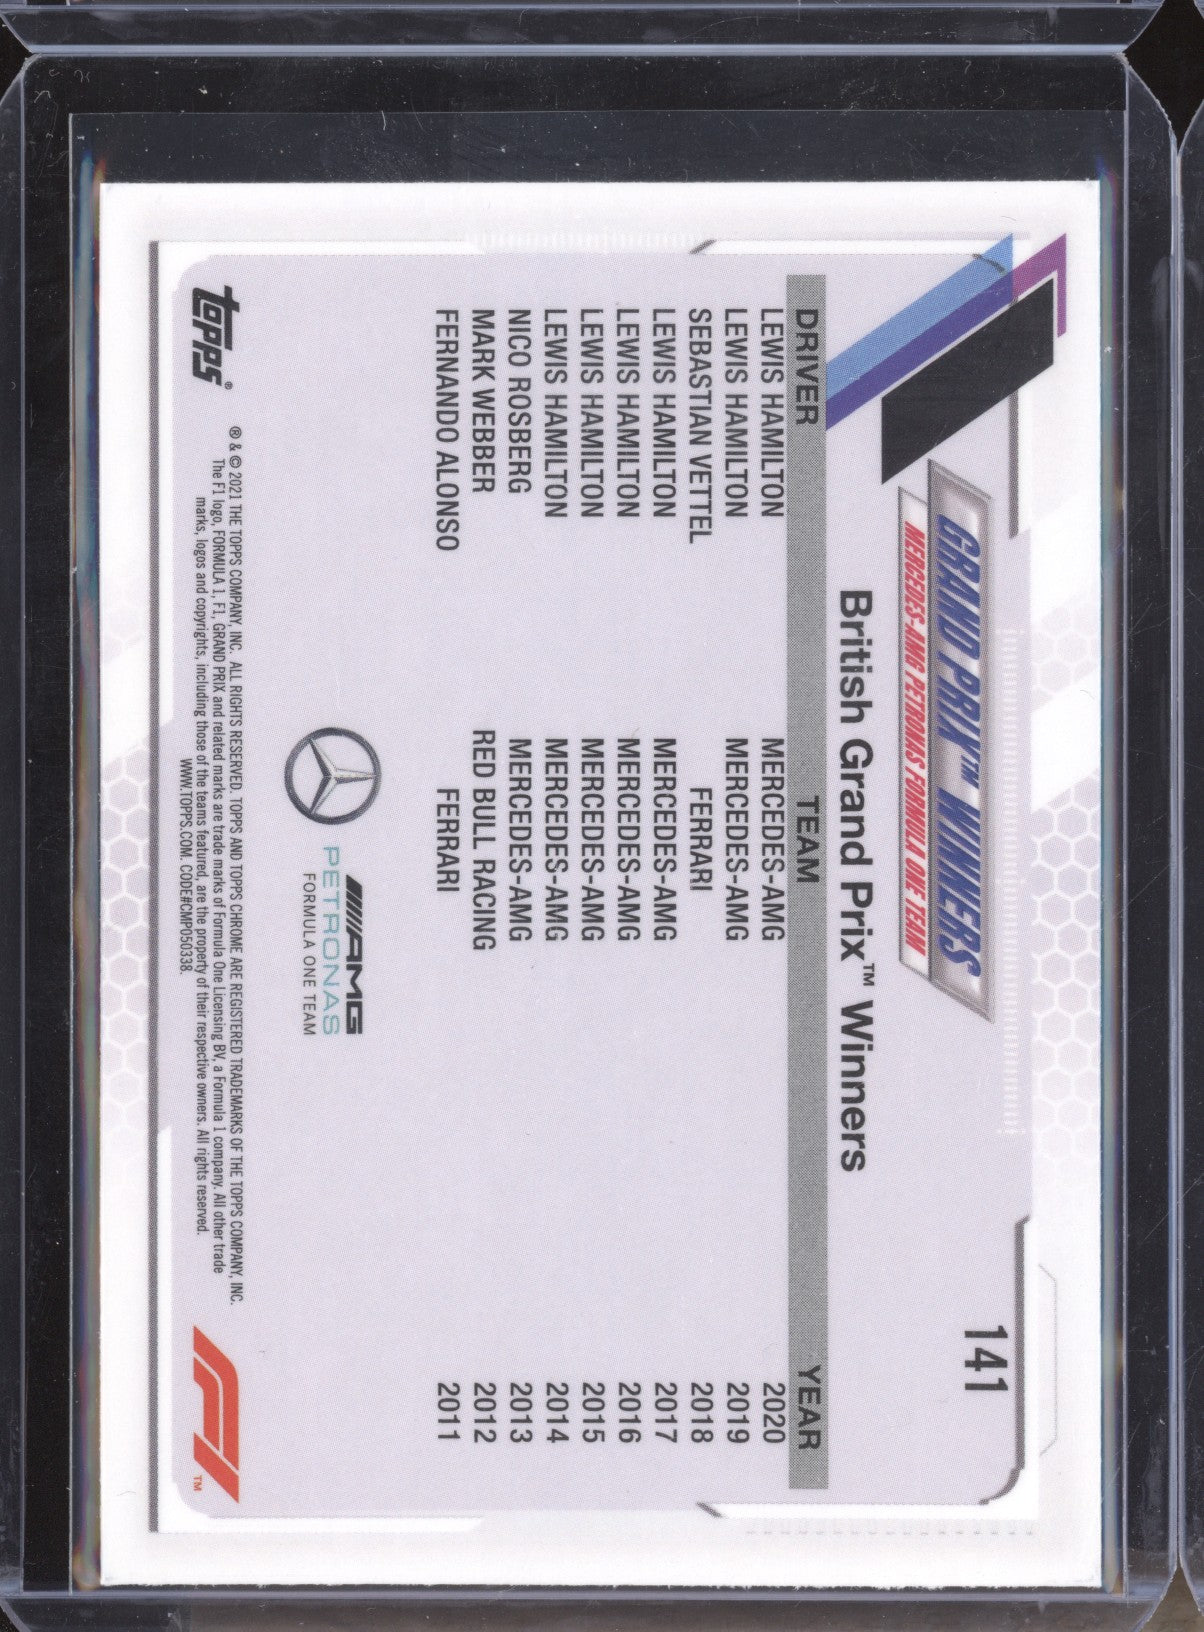 141
GRAND PRIX™ WINNERS
MERCEDES-AMG PETRONAS FORMULA ONE TEAM
British Grand Prix™ Winners
DRIVER TEAM YEAR
LEWIS HAMILTON MERCEDES-AMG 2020
LEWIS HAMILTON MERCEDES-AMG 2019
SEBASTIAN VETTEL FERRARI 2018
LEWIS HAMILTON MERCEDES-AMG 2017
LEWIS HAMILTON MERCEDES-AMG 2016
LEWIS HAMILTON MERCEDES-AMG 2015
LEWIS HAMILTON MERCEDES-AMG 2014
NICO ROSBERG MERCEDES-AMG 2013
MARK WEBBER RED BULL RACING 2012
FERNANDO ALONSO FERRARI 2011
AMG
PETRONAS
FORMULA ONE TEAM
topps®
® & © 2021 THE TOPPS COMPANY, INC. ALL RIGHTS RESERVED. TOPPS AND TOPPS CHROME ARE REGISTERED TRADEMARKS OF THE TOPPS COMPANY, INC.
The F1 logo, FORMULA 1, F1, GRAND PRIX and related marks are trade marks of Formula One Licensing BV, a Formula 1 company. All other trade
marks, logos and copyrights, including those of the teams featured, are the property of their respective owners. All rights reserved.
WWW.TOPPS.COM. CODE#CMP050338.
F1™